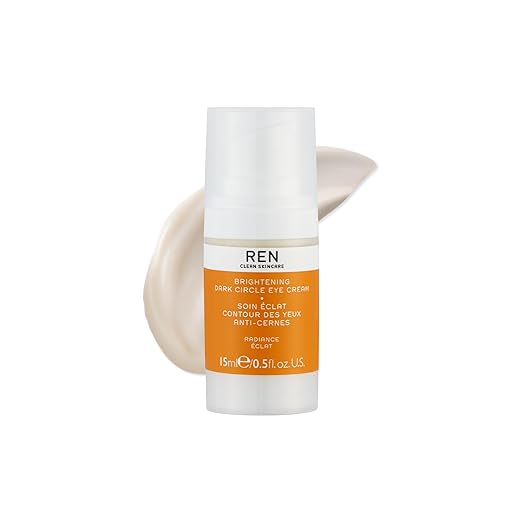 REN
CLEAN SKINCARE
BRIGHTENING
DARK CIRCLE EYE CREAM
•
SOIN ÉCLAT
CONTOUR DES YEUX
ANTI-CERNES
RADIANCE
ÉCLAT
15ml℮/0.5fl.oz.U.S.